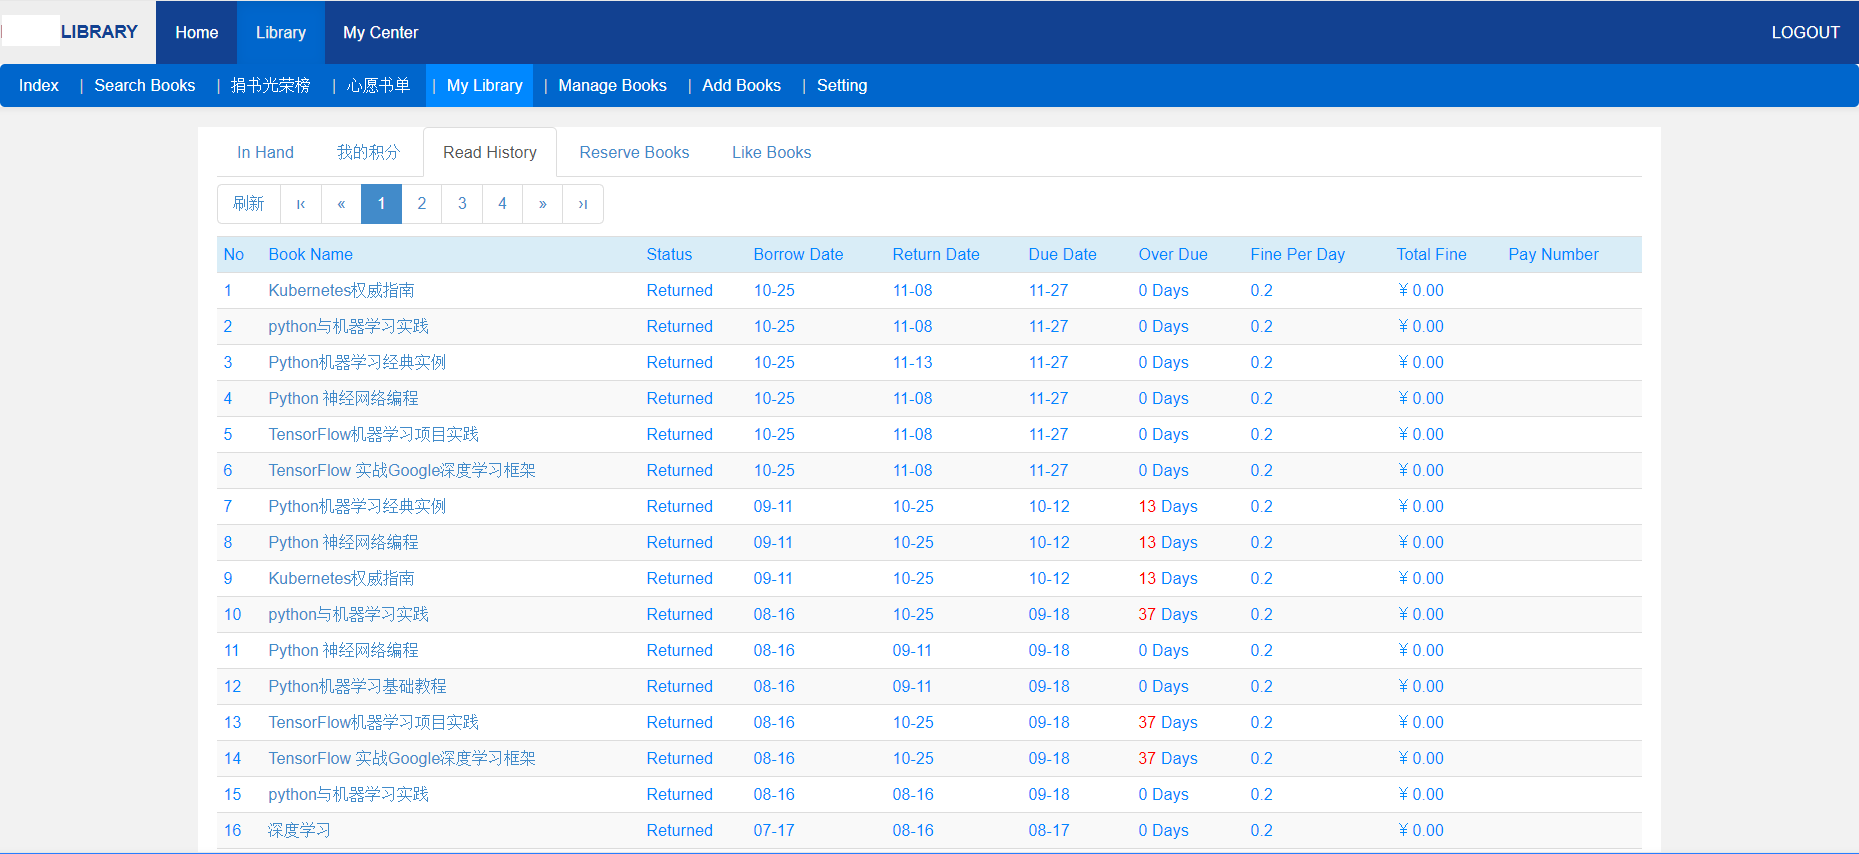 LIBRARY Home Library My Center LOGOUT
Index | Search Books | 捐书光荣榜 | 心愿书单 | My Library | Manage Books | Add Books | Setting
In Hand 我的积分 Read History Reserve Books Like Books
刷新 ı‹ « 1 2 3 4 » ›ı
No Book Name Status Borrow Date Return Date Due Date Over Due Fine Per Day Total Fine Pay Number
1 Kubernetes权威指南 Returned 10-25 11-08 11-27 0 Days 0.2 ¥ 0.00
2 python与机器学习实践 Returned 10-25 11-08 11-27 0 Days 0.2 ¥ 0.00
3 Python机器学习经典实例 Returned 10-25 11-13 11-27 0 Days 0.2 ¥ 0.00
4 Python 神经网络编程 Returned 10-25 11-08 11-27 0 Days 0.2 ¥ 0.00
5 TensorFlow机器学习项目实践 Returned 10-25 11-08 11-27 0 Days 0.2 ¥ 0.00
6 TensorFlow 实战Google深度学习框架 Returned 10-25 11-08 11-27 0 Days 0.2 ¥ 0.00
7 Python机器学习经典实例 Returned 09-11 10-25 10-12 13 Days 0.2 ¥ 0.00
8 Python 神经网络编程 Returned 09-11 10-25 10-12 13 Days 0.2 ¥ 0.00
9 Kubernetes权威指南 Returned 09-11 10-25 10-12 13 Days 0.2 ¥ 0.00
10 python与机器学习实践 Returned 08-16 10-25 09-18 37 Days 0.2 ¥ 0.00
11 Python 神经网络编程 Returned 08-16 09-11 09-18 0 Days 0.2 ¥ 0.00
12 Python机器学习基础教程 Returned 08-16 09-11 09-18 0 Days 0.2 ¥ 0.00
13 TensorFlow机器学习项目实践 Returned 08-16 10-25 09-18 37 Days 0.2 ¥ 0.00
14 TensorFlow 实战Google深度学习框架 Returned 08-16 10-25 09-18 37 Days 0.2 ¥ 0.00
15 python与机器学习实践 Returned 08-16 08-16 09-18 0 Days 0.2 ¥ 0.00
16 深度学习 Returned 07-17 08-16 08-17 0 Days 0.2 ¥ 0.00